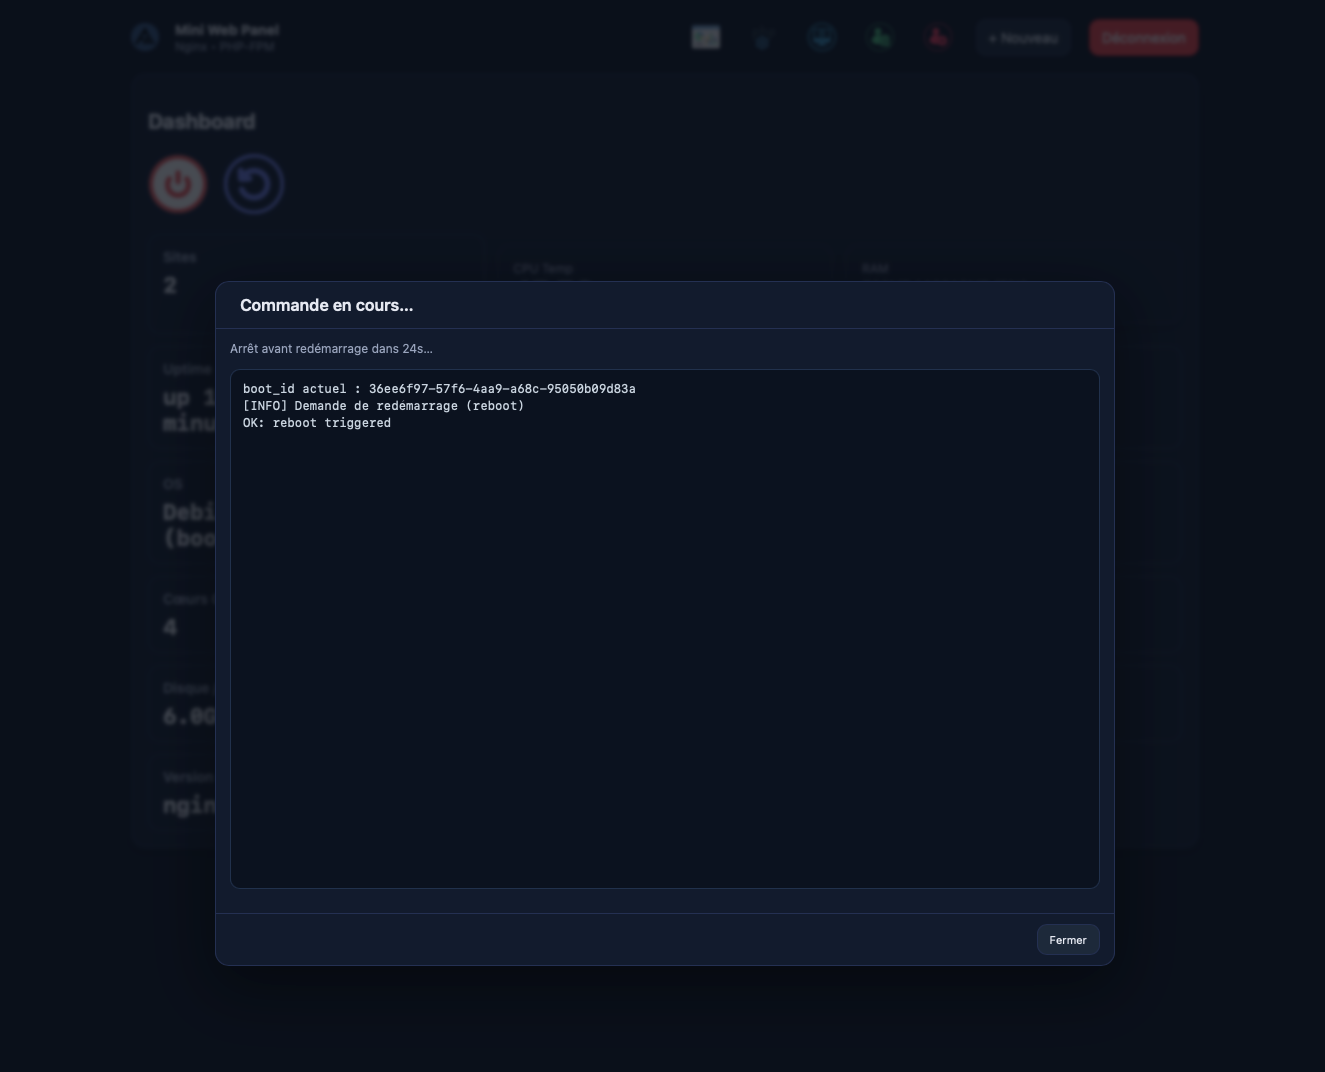 Mini Web Panel
Nginx · PHP-FPM
+ Nouveau
Déconnexion
Dashboard
Sites
2
CPU Temp
RAM
Commande en cours...
Arrêt avant redémarrage dans 24s...
boot_id actuel : 36ee6f97-57f6-4aa9-a68c-95050b09d83a
[INFO] Demande de redémarrage (reboot)
OK: reboot triggered
Uptime
up 1
minu
OS
Debi
(boo
Cœurs
4
Disque
6.0G
Version
ngin
Fermer